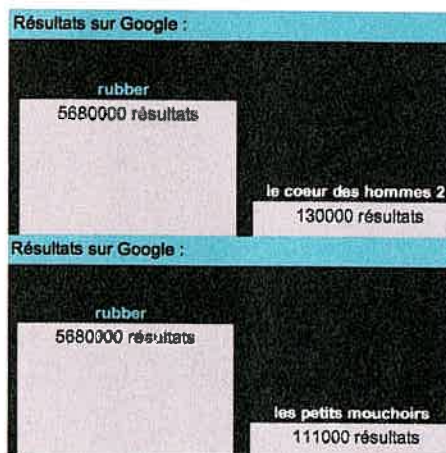 Résultats sur Google :
rubber
5680000 résultats
le coeur des hommes 2
130000 résultats
Résultats sur Google :
rubber
5680000 résultats
les petits mouchoirs
111000 résultats